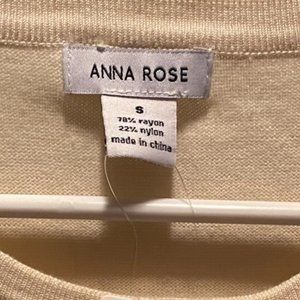 ANNA ROSE
S
78% rayon
22% nylon
made in china